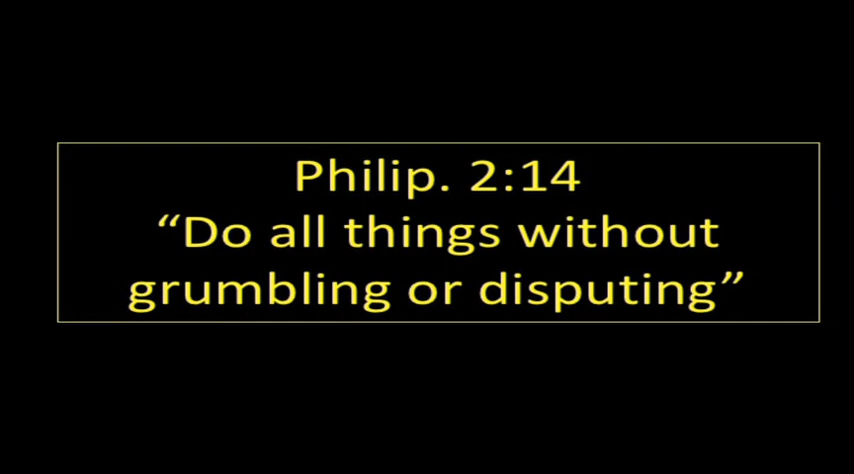 Philip. 2:14
“Do all things without
grumbling or disputing”